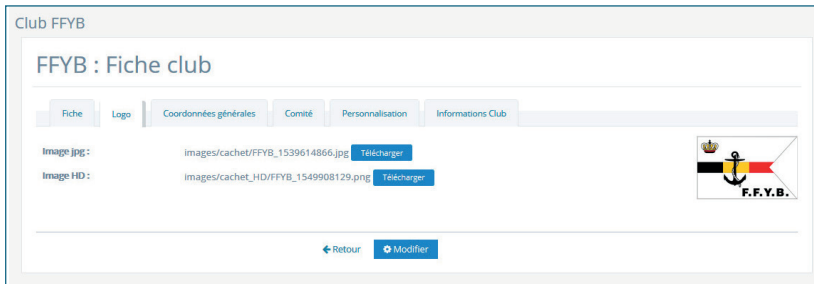 Club FFYB
FFYB : Fiche club
Fiche Logo Coordonnées générales Comité Personnalisation Informations Club
Image jpg : images/cachet/FFYB_1539614866.jpg Télécharger
Image HD : images/cachet_HD/FFYB_1549908129.png Télécharger
F.F.Y.B.
Retour Modifier